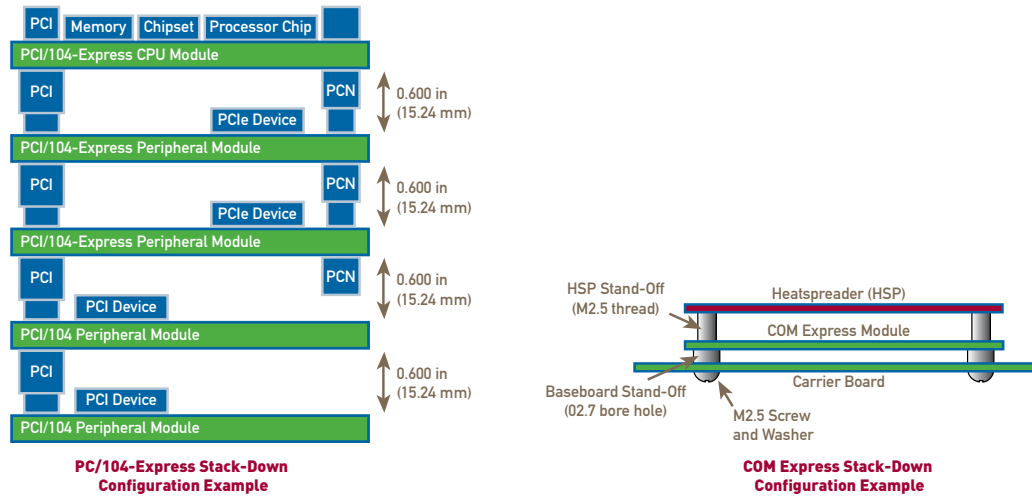 PCI Memory Chipset Processor Chip
PCI/104-Express CPU Module
PCI PCN 0.600 in
(15.24 mm)
PCIe Device
PCI/104-Express Peripheral Module
PCI PCN 0.600 in
(15.24 mm)
PCIe Device
PCI/104-Express Peripheral Module
PCI PCN 0.600 in
(15.24 mm)
PCI Device
PCI/104 Peripheral Module
PCI 0.600 in
(15.24 mm)
PCI Device
PCI/104 Peripheral Module
PC/104-Express Stack-Down
Configuration Example
HSP Stand-Off
(M2.5 thread)
Heatspreader (HSP)
COM Express Module
Carrier Board
Baseboard Stand-Off
(02.7 bore hole)
M2.5 Screw
and Washer
COM Express Stack-Down
Configuration Example